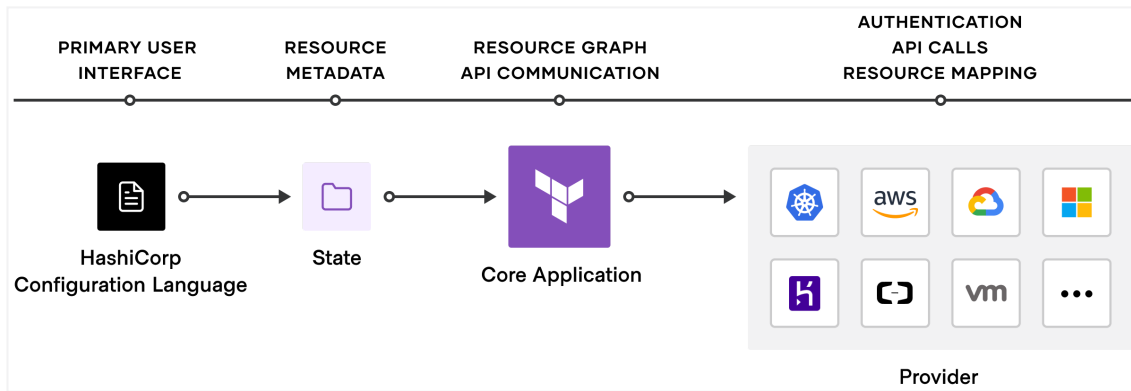 PRIMARY USER
INTERFACE
RESOURCE
METADATA
RESOURCE GRAPH
API COMMUNICATION
AUTHENTICATION
API CALLS
RESOURCE MAPPING
HashiCorp
Configuration Language
State
Core Application
aws
vm
Provider